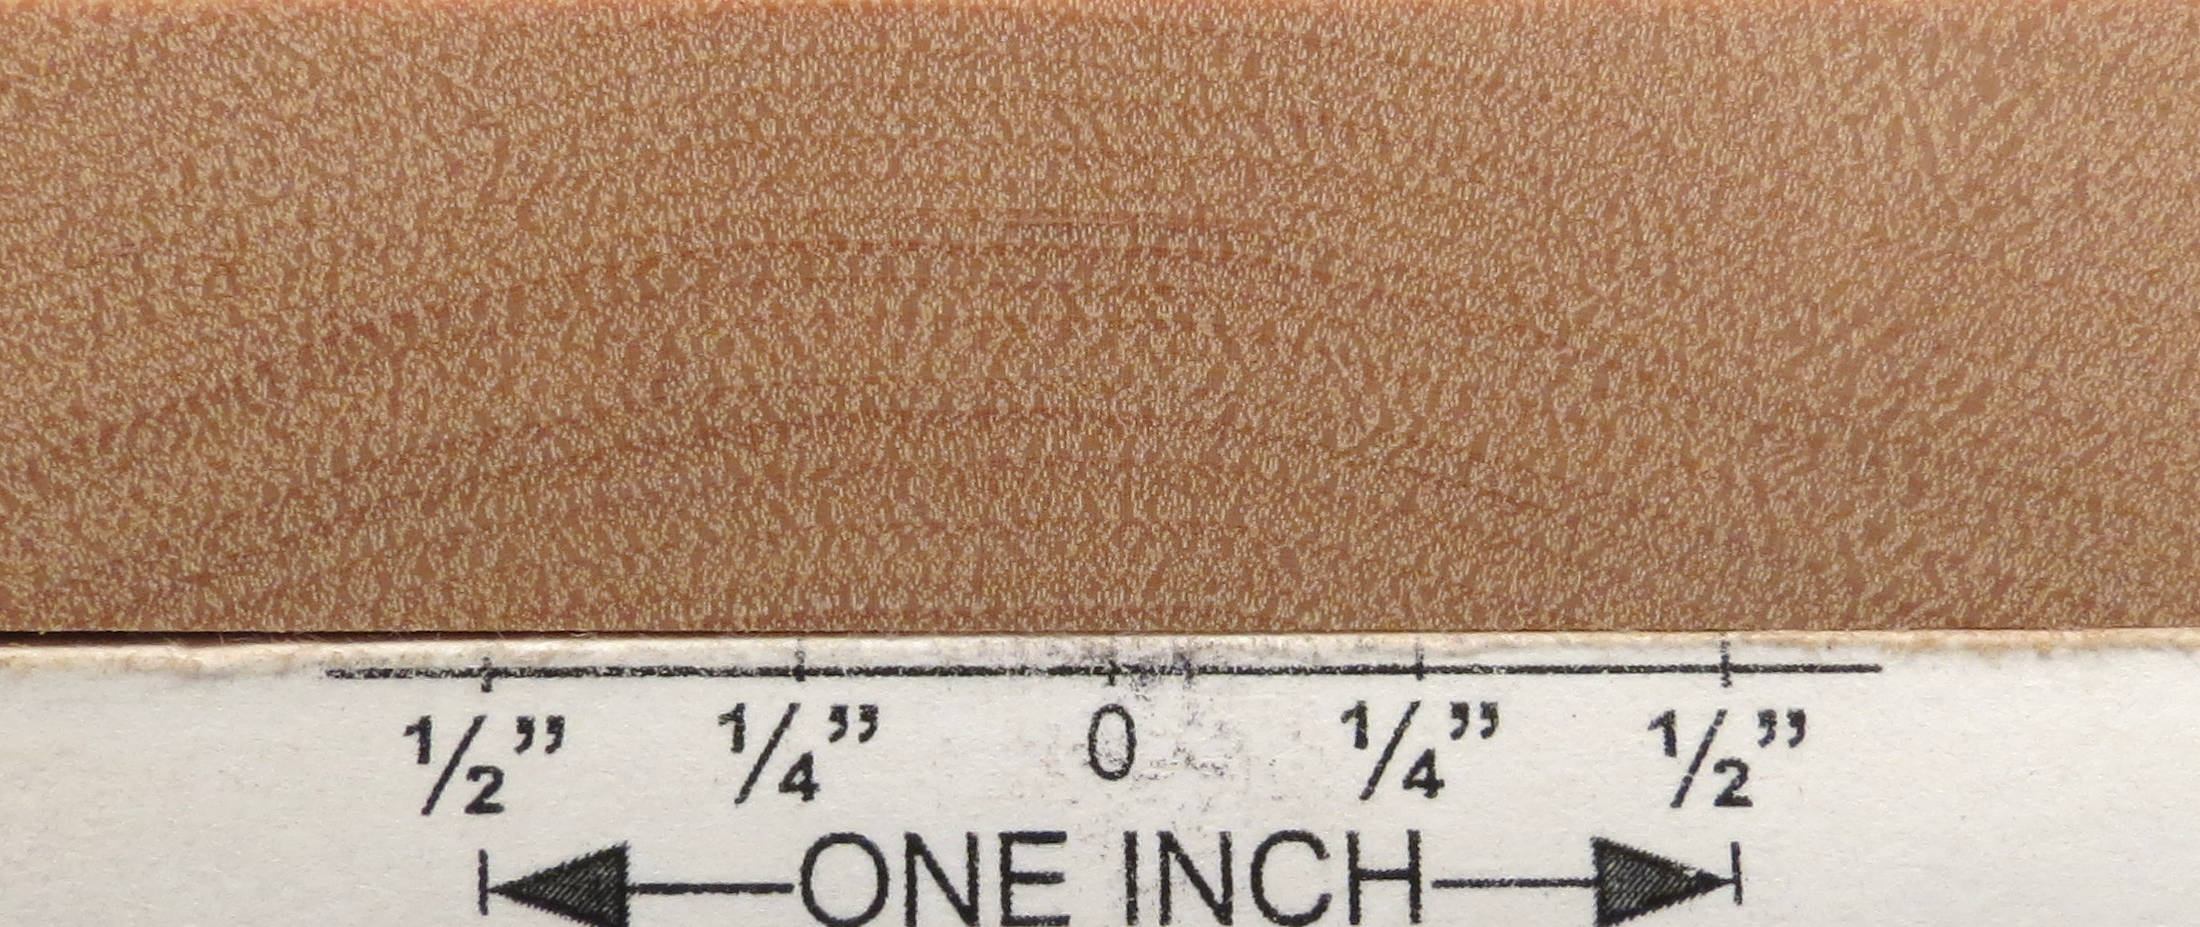 ½” ¼” 0 ¼” ½”
ONE INCH